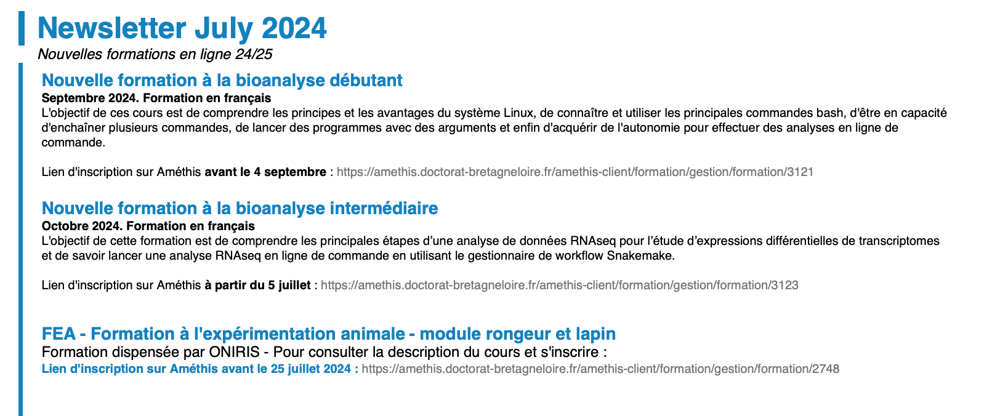 Newsletter July 2024
Nouvelles formations en ligne 24/25
Nouvelle formation à la bioanalyse débutant
Septembre 2024. Formation en français
L'objectif de ces cours est de comprendre les principes et les avantages du système Linux, de connaître et utiliser les principales commandes bash, d'être en capacité
d'enchaîner plusieurs commandes, de lancer des programmes avec des arguments et enfin d'acquérir de l'autonomie pour effectuer des analyses en ligne de
commande.
Lien d'inscription sur Améthis avant le 4 septembre : https://amethis.doctorat-bretagneloire.fr/amethis-client/formation/gestion/formation/3121
Nouvelle formation à la bioanalyse intermédiaire
Octobre 2024. Formation en français
L'objectif de cette formation est de comprendre les principales étapes d’une analyse de données RNAseq pour l’étude d’expressions différentielles de transcriptomes
et de savoir lancer une analyse RNAseq en ligne de commande en utilisant le gestionnaire de workflow Snakemake.
Lien d'inscription sur Améthis à partir du 5 juillet : https://amethis.doctorat-bretagneloire.fr/amethis-client/formation/gestion/formation/3123
FEA - Formation à l'expérimentation animale - module rongeur et lapin
Formation dispensée par ONIRIS - Pour consulter la description du cours et s'inscrire :
Lien d'inscription sur Améthis avant le 25 juillet 2024 : https://amethis.doctorat-bretagneloire.fr/amethis-client/formation/gestion/formation/2748